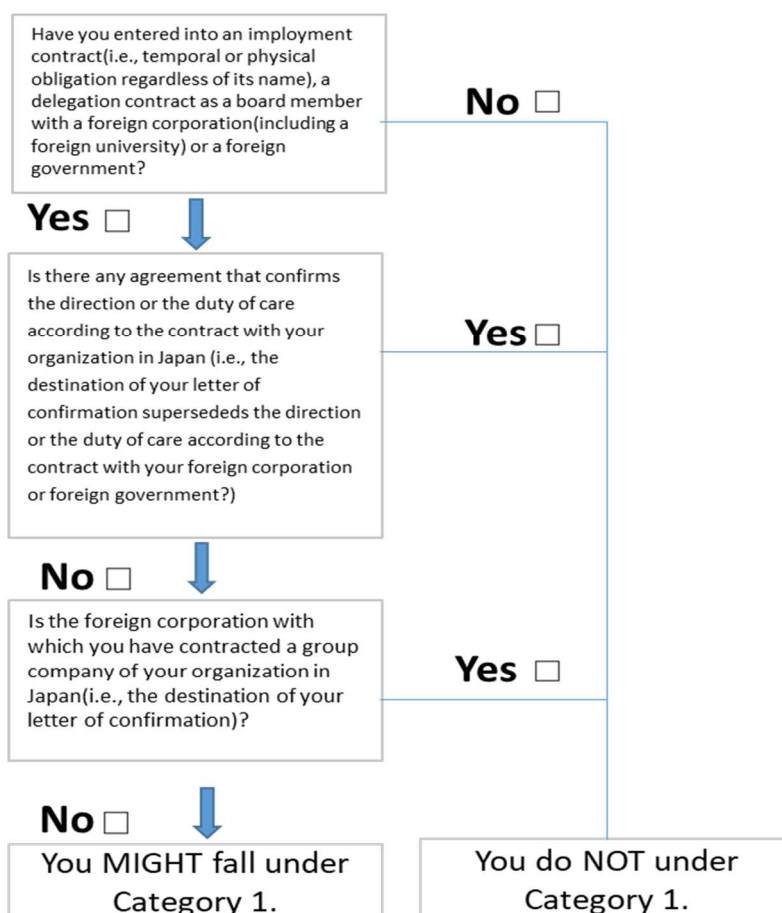 Have you entered into an imployment
contract(i.e., temporal or physical
obligation regardless of its name), a
delegation contract as a board member
with a foreign corporation(including a
foreign university) or a foreign
government?
No □
Yes □
Is there any agreement that confirms
the direction or the duty of care
according to the contract with your
organization in Japan (i.e., the
destination of your letter of
confirmation supersededs the direction
or the duty of care according to the
contract with your foreign corporation
or foreign government?)
Yes □
No □
Is the foreign corporation with
which you have contracted a group
company of your organization in
Japan(i.e., the destination of your
letter of confirmation)?
Yes □
No □
You MIGHT fall under
Category 1.
You do NOT under
Category 1.